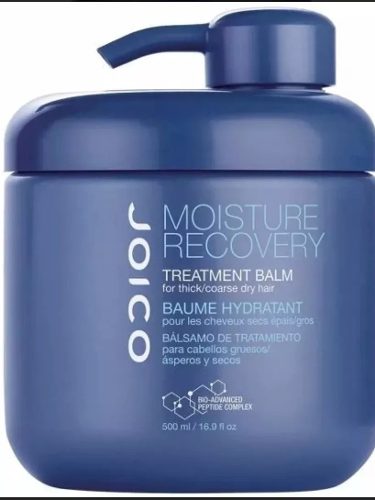 JOICO
MOISTURE
RECOVERY
TREATMENT BALM
for thick/coarse dry hair
BAUME HYDRATANT
pour les cheveux secs épais/gros
BÁLSAMO DE TRATAMIENTO
para cabellos gruesos/
ásperos y secos
BIO-ADVANCED
PEPTIDE COMPLEX
500 ml / 16.9 fl oz